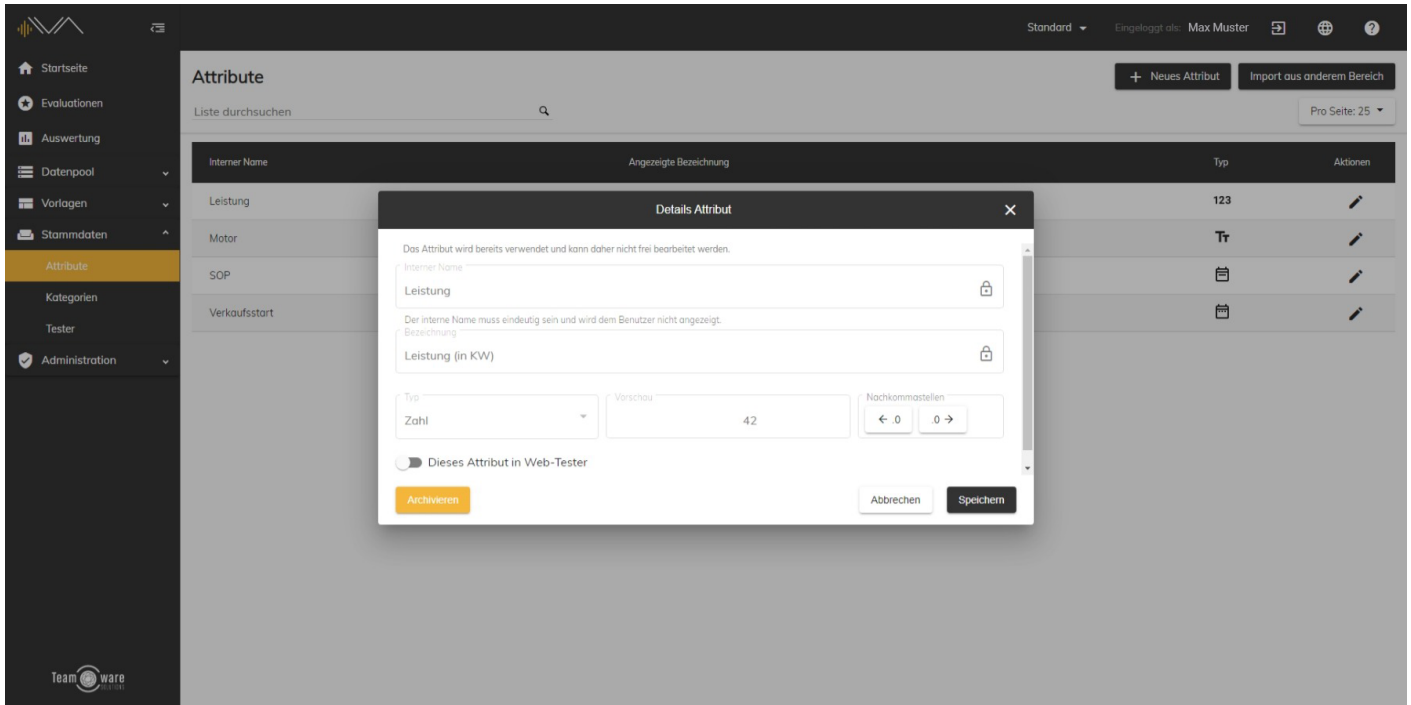 Standard
Eingeloggt als: Max Muster
Startseite
Evaluationen
Auswertung
Datenpool
Vorlagen
Stammdaten
Attribute
Kategorien
Tester
Administration
Team ware
SOLUTIONS
Attribute
+ Neues Attribut
Import aus anderem Bereich
Liste durchsuchen
Pro Seite: 25
Interner Name Angezeigte Bezeichnung Typ Aktionen
Leistung 123
Motor Tт
SOP
Verkaufsstart
Details Attribut
Das Attribut wird bereits verwendet und kann daher nicht frei bearbeitet werden.
Interner Name
Leistung
Der interne Name muss eindeutig sein und wird dem Benutzer nicht angezeigt.
Bezeichnung
Leistung (in KW)
Typ Vorschau Nachkommastellen
Zahl 42 ← .0 .0 →
Dieses Attribut in Web-Tester
Archivieren Abbrechen Speichern